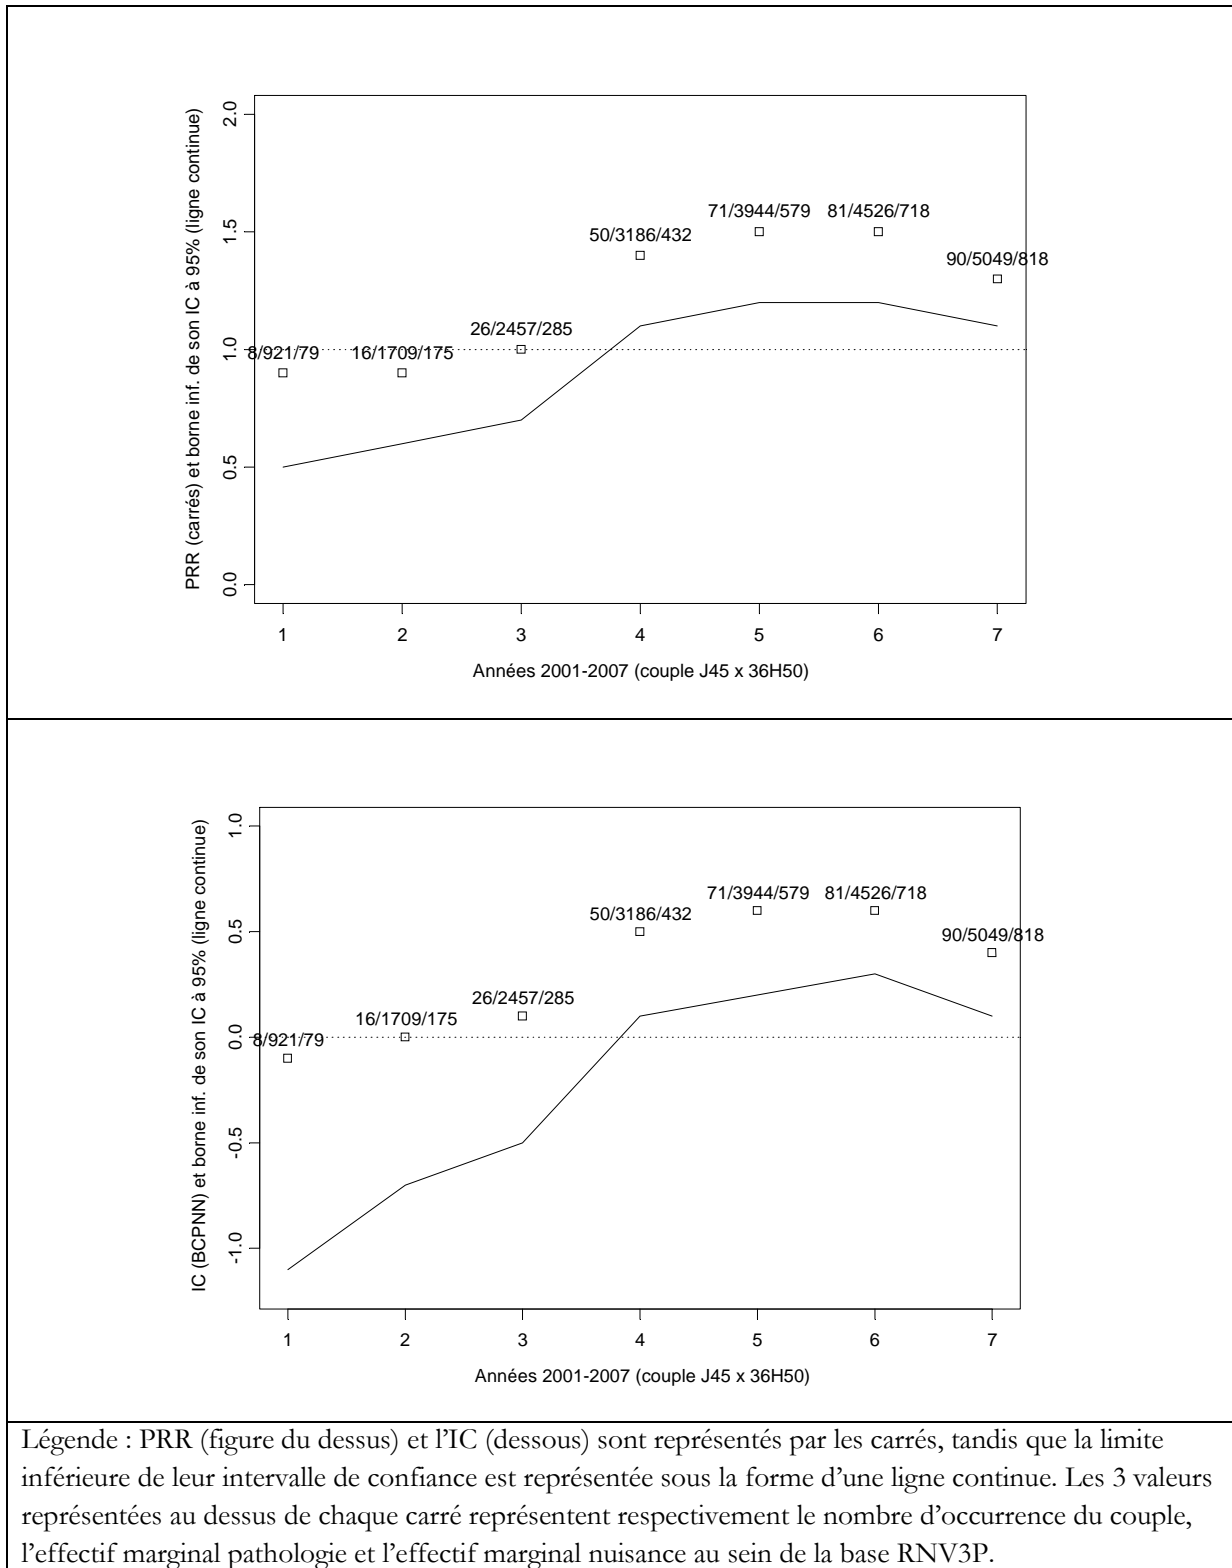 PRR (carrés) et borne inf. de son IC à 95% (ligne continue)
2.0
1.5
1.0
0.5
0.0
8/921/79
16/1709/175
26/2457/285
50/3186/432
71/3944/579
81/4526/718
90/5049/818
1 2 3 4 5 6 7
Années 2001-2007 (couple J45 x 36H50)
IC (BCPNN) et borne inf. de son IC à 95% (ligne continue)
1.0
0.5
0.0
-0.5
-1.0
8/921/79
16/1709/175
26/2457/285
50/3186/432
71/3944/579
81/4526/718
90/5049/818
1 2 3 4 5 6 7
Années 2001-2007 (couple J45 x 36H50)
Légende : PRR (figure du dessus) et l’IC (dessous) sont représentés par les carrés, tandis que la limite
inférieure de leur intervalle de confiance est représentée sous la forme d’une ligne continue. Les 3 valeurs
représentées au dessus de chaque carré représentent respectivement le nombre d’occurrence du couple,
l’effectif marginal pathologie et l’effectif marginal nuisance au sein de la base RNV3P.